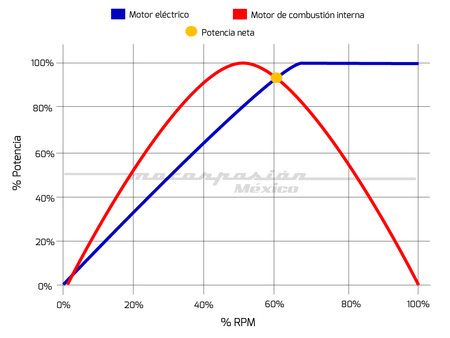 Motor eléctrico
Motor de combustión interna
Potencia neta
100%
80%
60%
40%
20%
0%
% Potencia
motorpasión
México
0%
20%
40%
60%
80%
100%
% RPM